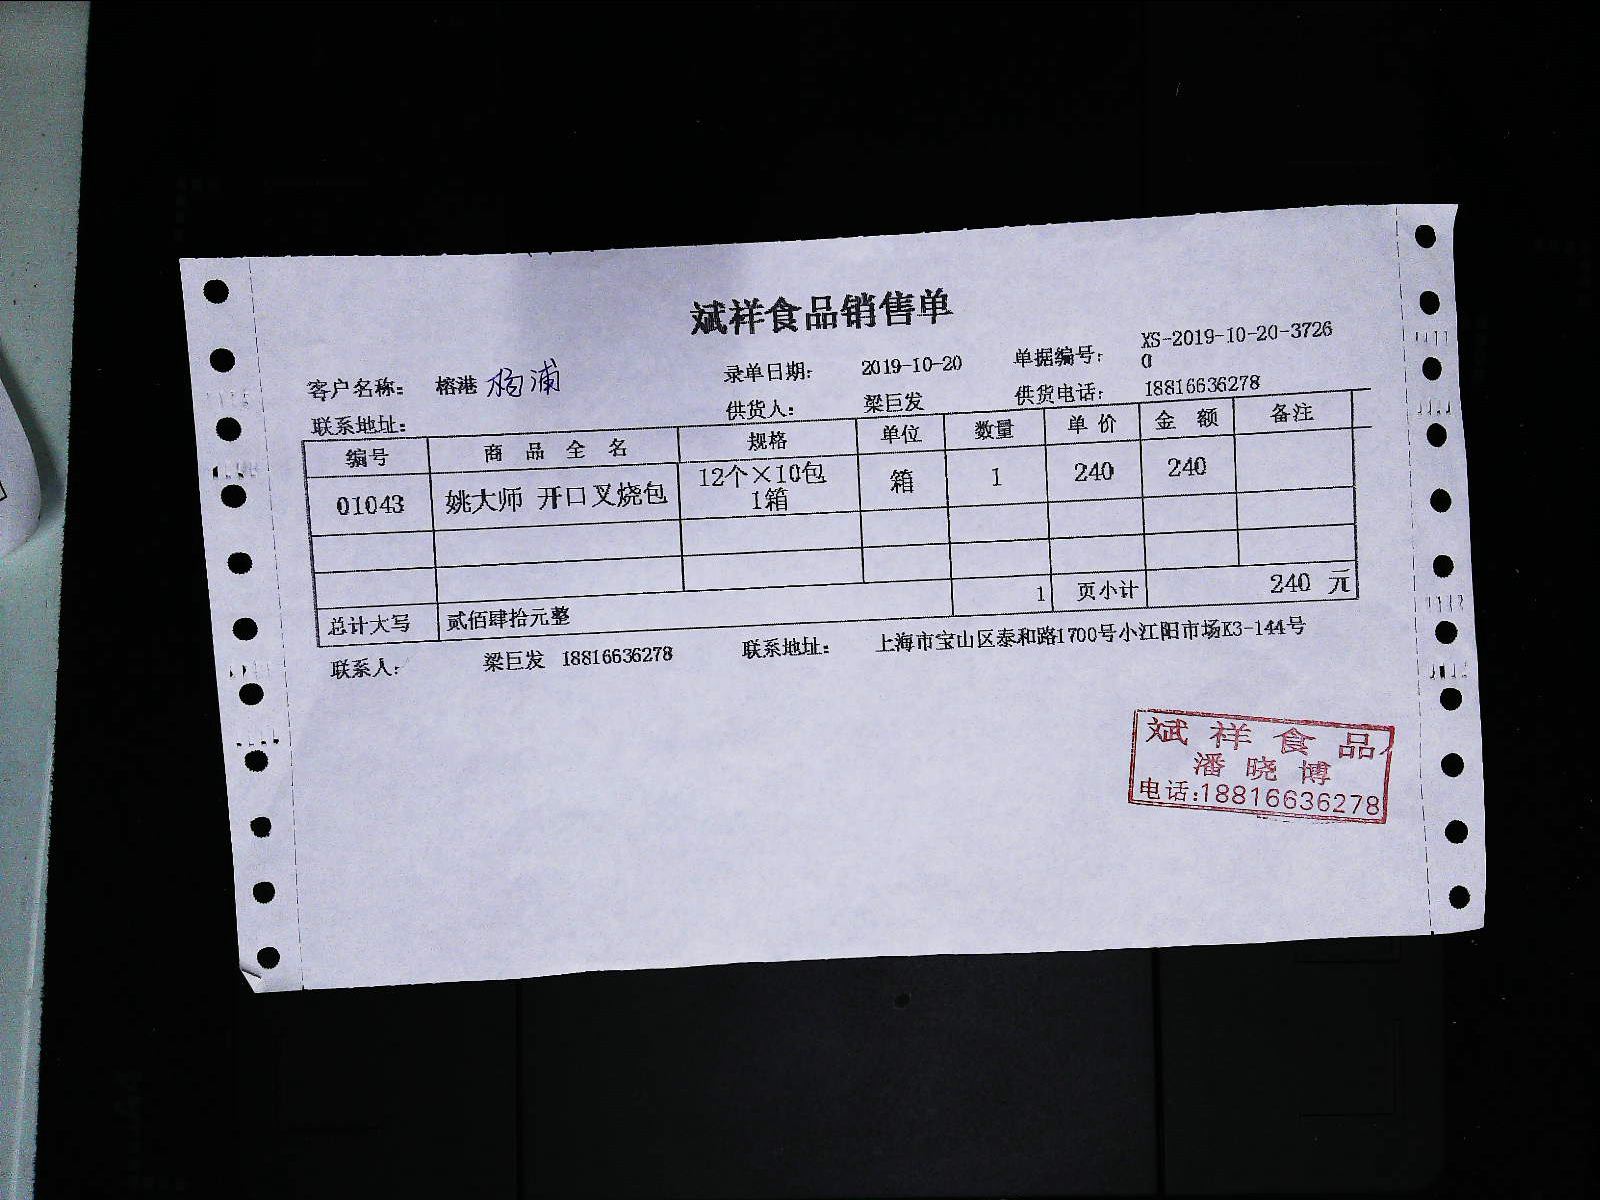 斌祥食品销售单
客户名称: 榕港 杨浦 录单日期: 2019-10-20 单据编号: XS-2019-10-20-3726
0
联系地址: 供货人: 梁巨发 供货电话: 18816636278
编号 商品全名 规格 单位 数量 单价 金额 备注
01043 姚大师 开口叉烧包 12个×10包 箱 1 240 240
1箱
总计大写 贰佰肆拾元整 1 页小计 240 元
联系人: 梁巨发 18816636278 联系地址: 上海市宝山区泰和路1700号小江阳市场K3-144号
斌祥食品
潘晓博
电话:18816636278